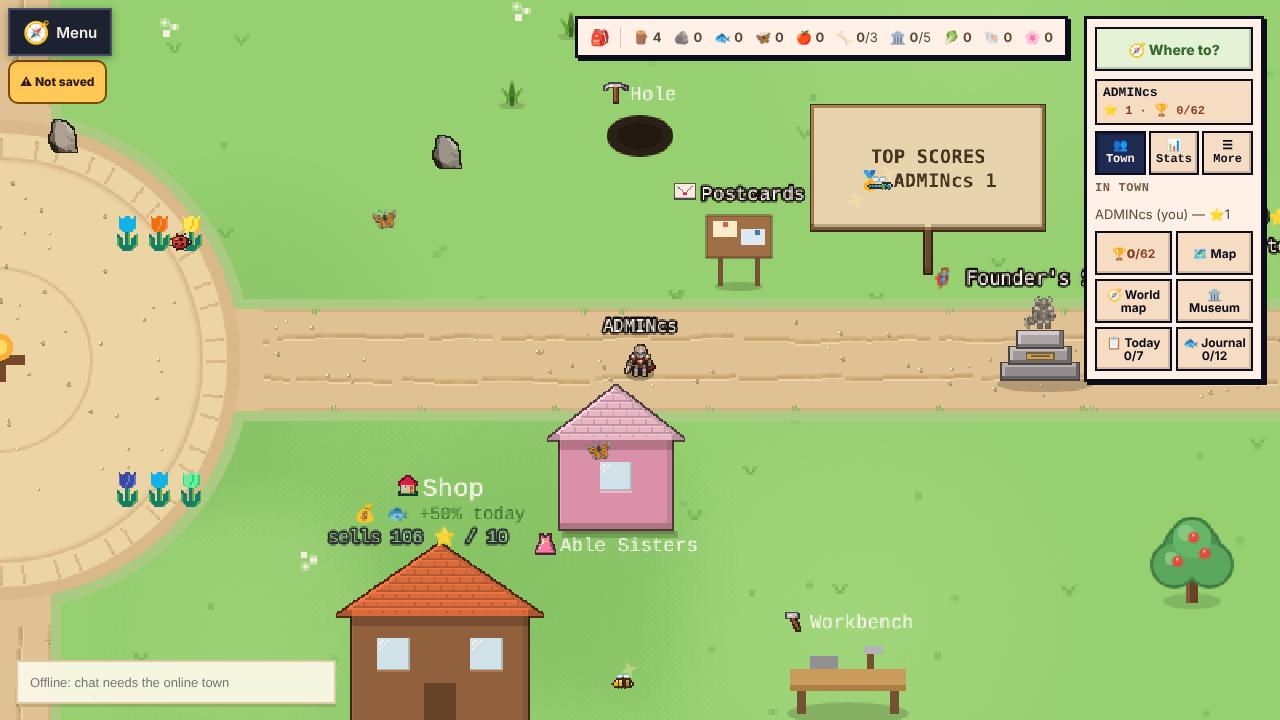 Menu
Not saved
4 0 0 0 0 0/3 0/5 0 0 0
Where to?
ADMINcs
1 · 0/62
Town Stats More
IN TOWN
ADMINcs (you) — 1
0/62 Map
World map
Museum
Today 0/7
Journal 0/12
Hole
TOP SCORES
ADMINcs 1
Postcards
Founder's
ADMINcs
Shop
+50% today
sells 106 / 10
Able Sisters
Workbench
Offline: chat needs the online town